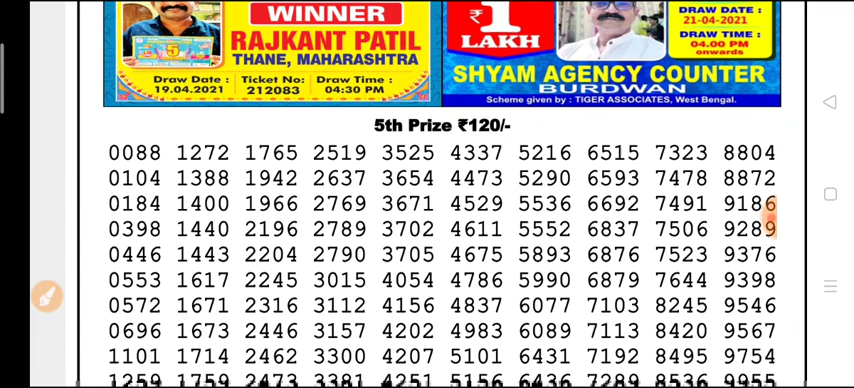 WINNER
RAJKANT PATIL
THANE, MAHARASHTRA
Draw Date : Ticket No: Draw Time :
19.04.2021 212083 04:30 PM
₹1
LAKH
DRAW DATE :
21-04-2021
DRAW TIME :
04.00 PM
onwards
SHYAM AGENCY COUNTER
BURDWAN
Scheme given by : TIGER ASSOCIATES, West Bengal.
5th Prize ₹120/-
0088 1272 1765 2519 3525 4337 5216 6515 7323 8804
0104 1388 1942 2637 3654 4473 5290 6593 7478 8872
0184 1400 1966 2769 3671 4529 5536 6692 7491 9186
0398 1440 2196 2789 3702 4611 5552 6837 7506 9289
0446 1443 2204 2790 3705 4675 5893 6876 7523 9376
0553 1617 2245 3015 4054 4786 5990 6879 7644 9398
0572 1671 2316 3112 4156 4837 6077 7103 8245 9546
0696 1673 2446 3157 4202 4983 6089 7113 8420 9567
1101 1714 2462 3300 4207 5101 6431 7192 8495 9754
1259 1759 2473 3381 4251 5156 6436 7289 8536 9955